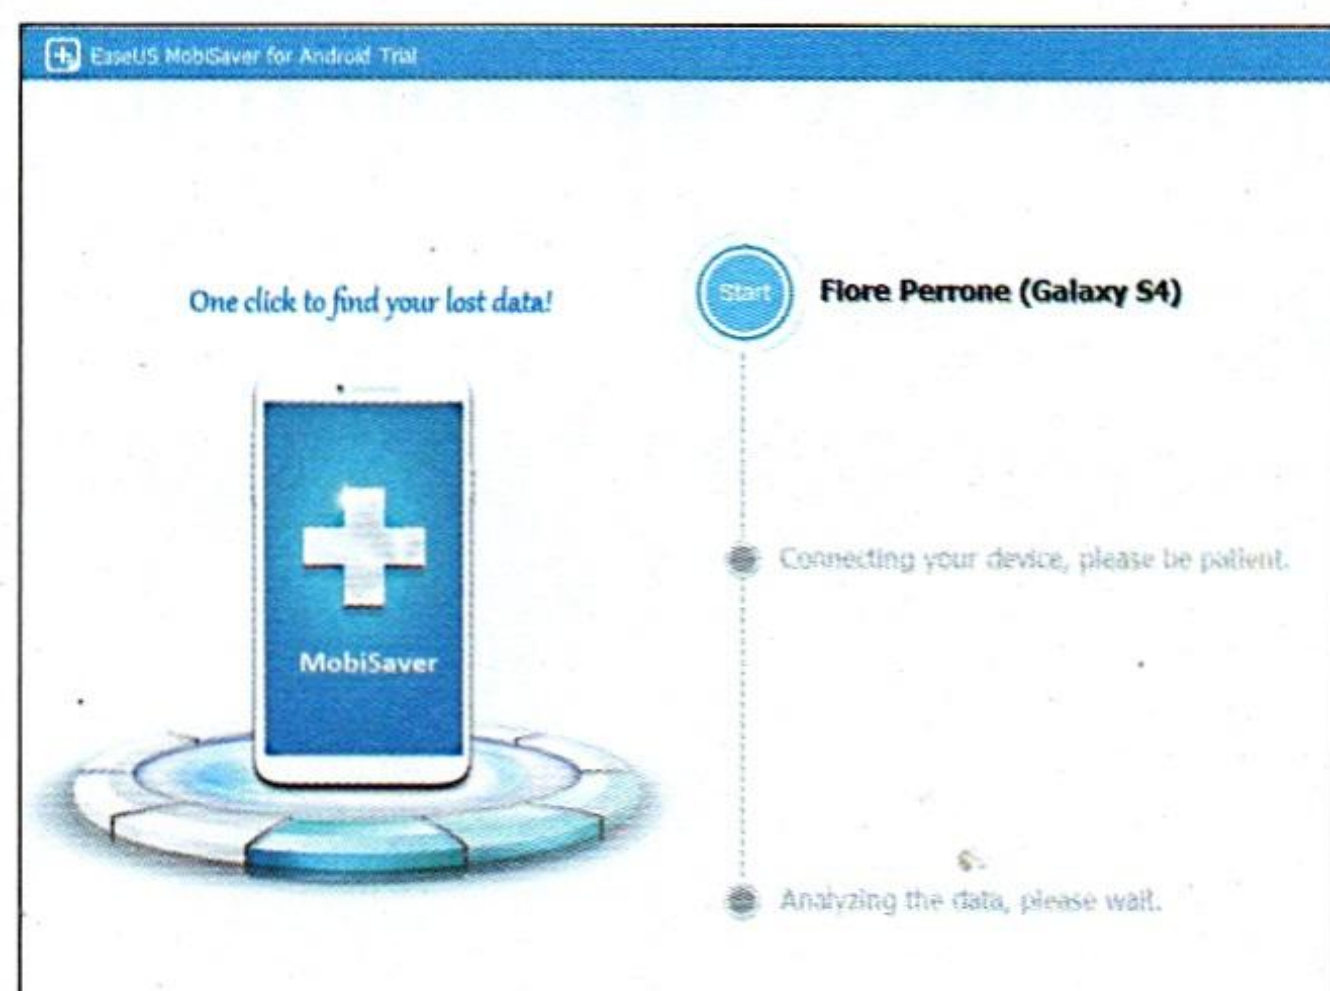 EaseUS MobiSaver for Android Trial
One click to find your lost data!
MobiSaver
Start
Fiore Perrone (Galaxy S4)
Connecting your device, please be patient.
Analyzing the data, please wait.